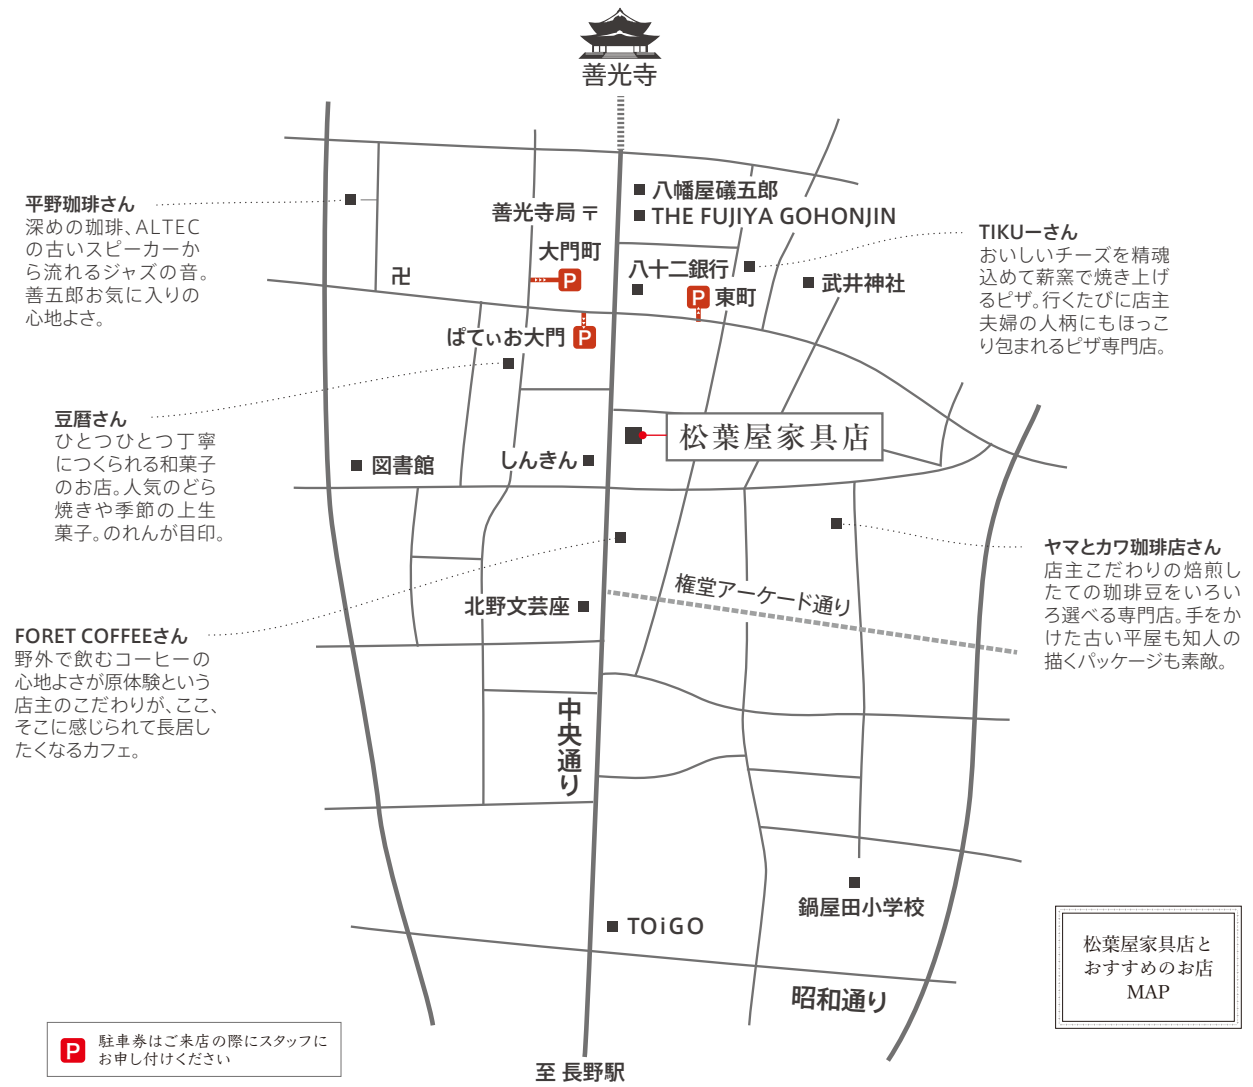 善光寺
八幡屋礒五郎
THE FUJIYA GOHONJIN
善光寺局 〒
大門町
P
八十二銀行
P
東町
武井神社
卍
ぱてぃお大門
P
平野珈琲さん
深めの珈琲、ALTEC
の古いスピーカーか
ら流れるジャズの音。
善五郎お気に入りの
心地よさ。
TIKUーさん
おいしいチーズを精魂
込めて薪窯で焼き上げ
るピザ。行くたびに店主
夫婦の人柄にもほっこ
り包まれるピザ専門店。
豆暦さん
ひとつひとつ丁寧
につくられる和菓子
のお店。人気のどら
焼きや季節の上生
菓子。のれんが目印。
松葉屋家具店
図書館
しんきん
ヤマとカワ珈琲店さん
店主こだわりの焙煎し
たての珈琲豆をいろい
ろ選べる専門店。手をか
けた古い平屋も知人の
描くパッケージも素敵。
権堂アーケード通り
北野文芸座
FORET COFFEEさん
野外で飲むコーヒーの
心地よさが原体験という
店主のこだわりが、ここ、
そこに感じられて長居し
たくなるカフェ。
中央通り
鍋屋田小学校
TOiGO
昭和通り
松葉屋家具店と
おすすめのお店
MAP
P
駐車券はご来店の際にスタッフに
お申し付けください
至 長野駅